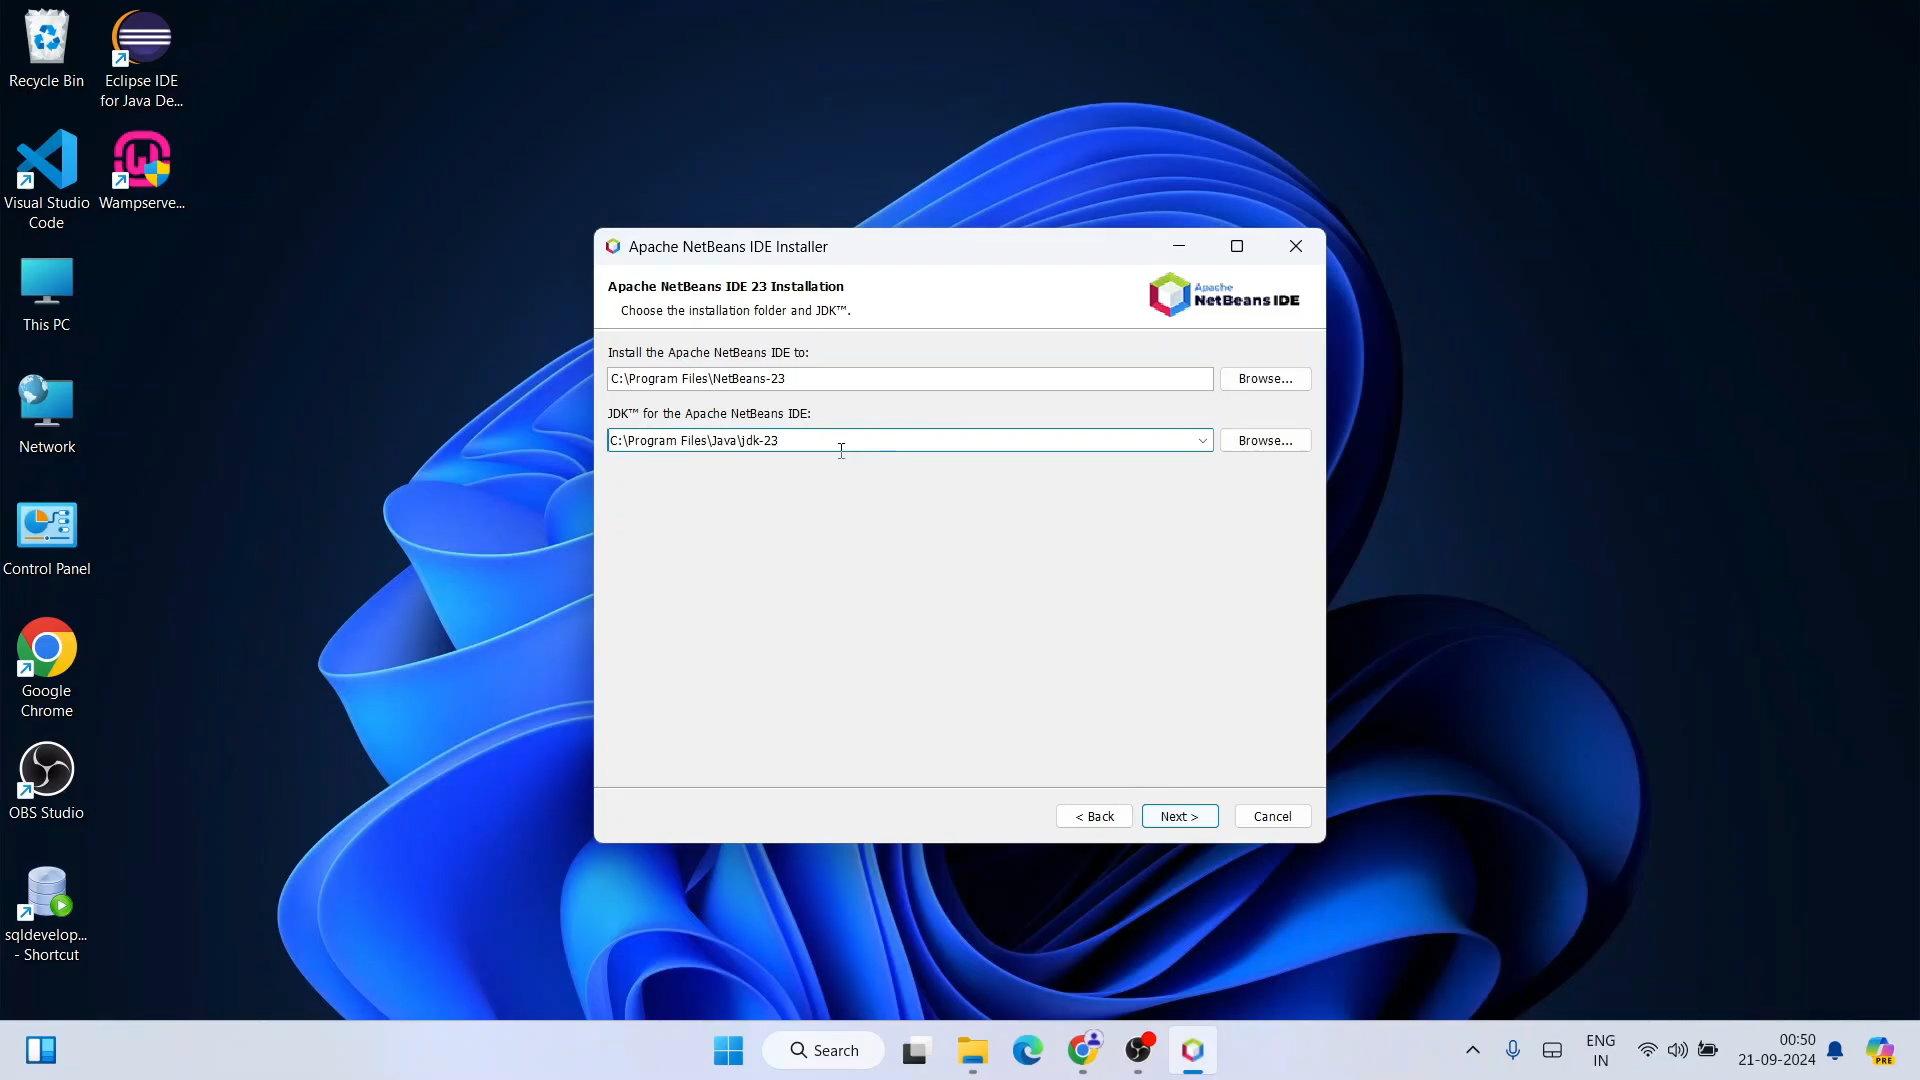 Recycle Bin
Eclipse IDE
for Java De...
Visual Studio
Code
Wampserve...
This PC
Network
Control Panel
Google
Chrome
OBS Studio
sqldevelop...
- Shortcut
Apache NetBeans IDE Installer
Apache NetBeans IDE 23 Installation
Choose the installation folder and JDK™.
Apache
NetBeans IDE
Install the Apache NetBeans IDE to:
C:\Program Files\NetBeans-23
Browse...
JDK™ for the Apache NetBeans IDE:
C:\Program Files\Java\jdk-23
Browse...
< Back
Next >
Cancel
Search
ENG
IN
00:50
21-09-2024
PRE